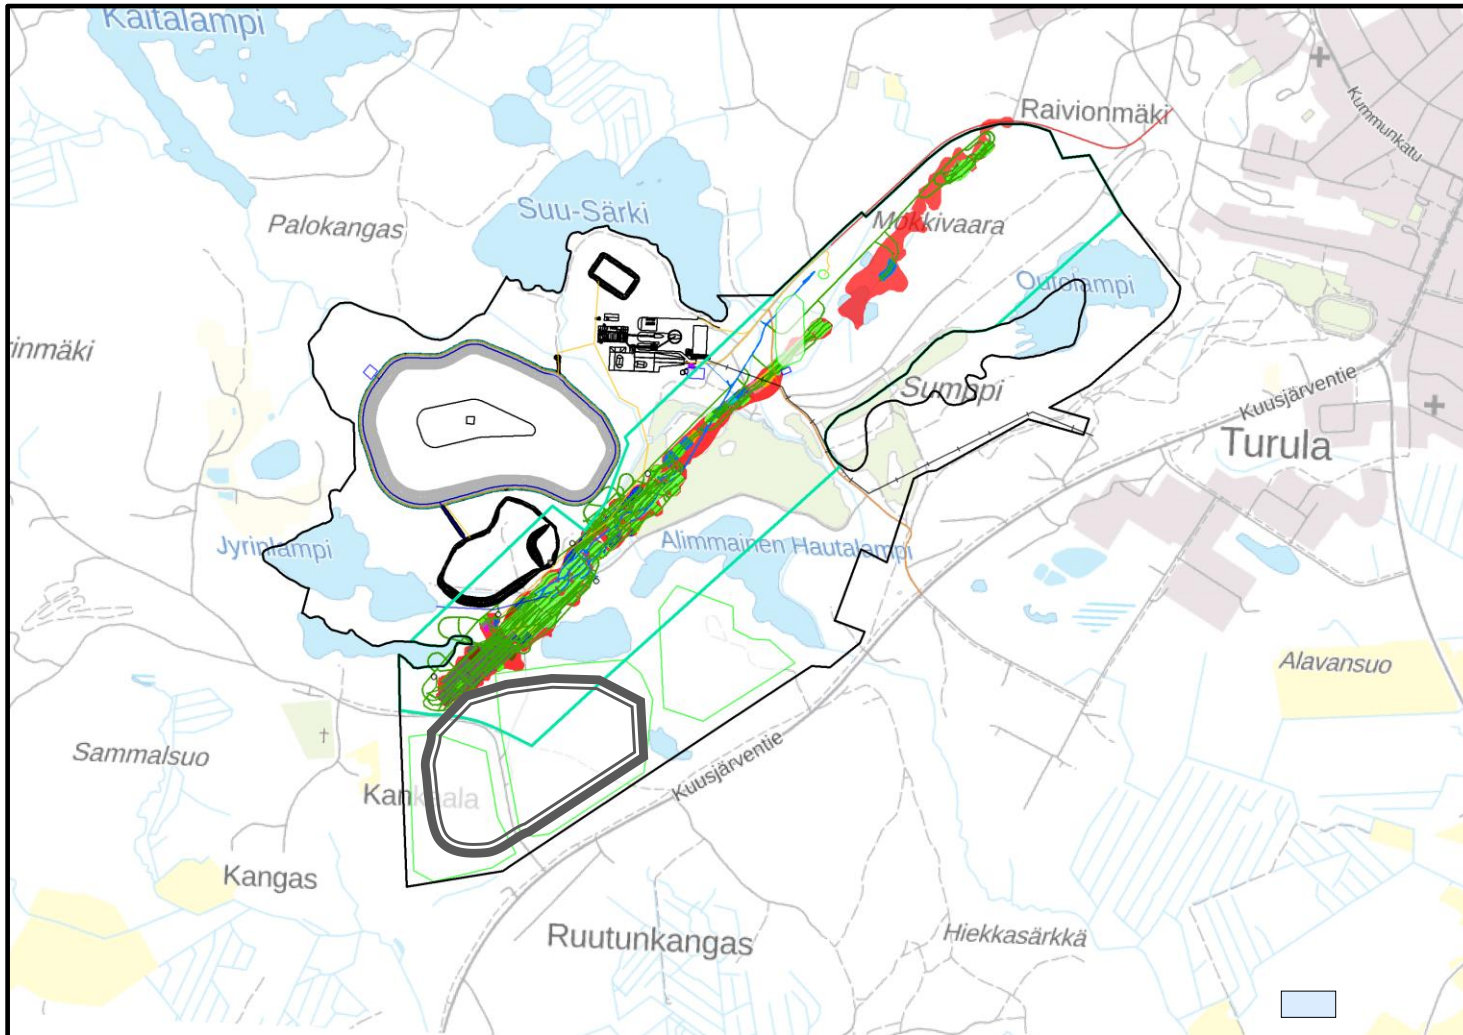 Kaitalampi
Raivionmäki
Kummunkatu
Suu-Särki
Palokangas
Mökkivaara
Outolampi
rinmäki
Sumppi
Kuusjärventie
Turula
Jyrinlampi
Alimmainen Hautalampi
Alavansuo
Sammalsuo
Kuusjärventie
Kankaala
Kangas
Ruutunkangas
Hiekkasärkkä